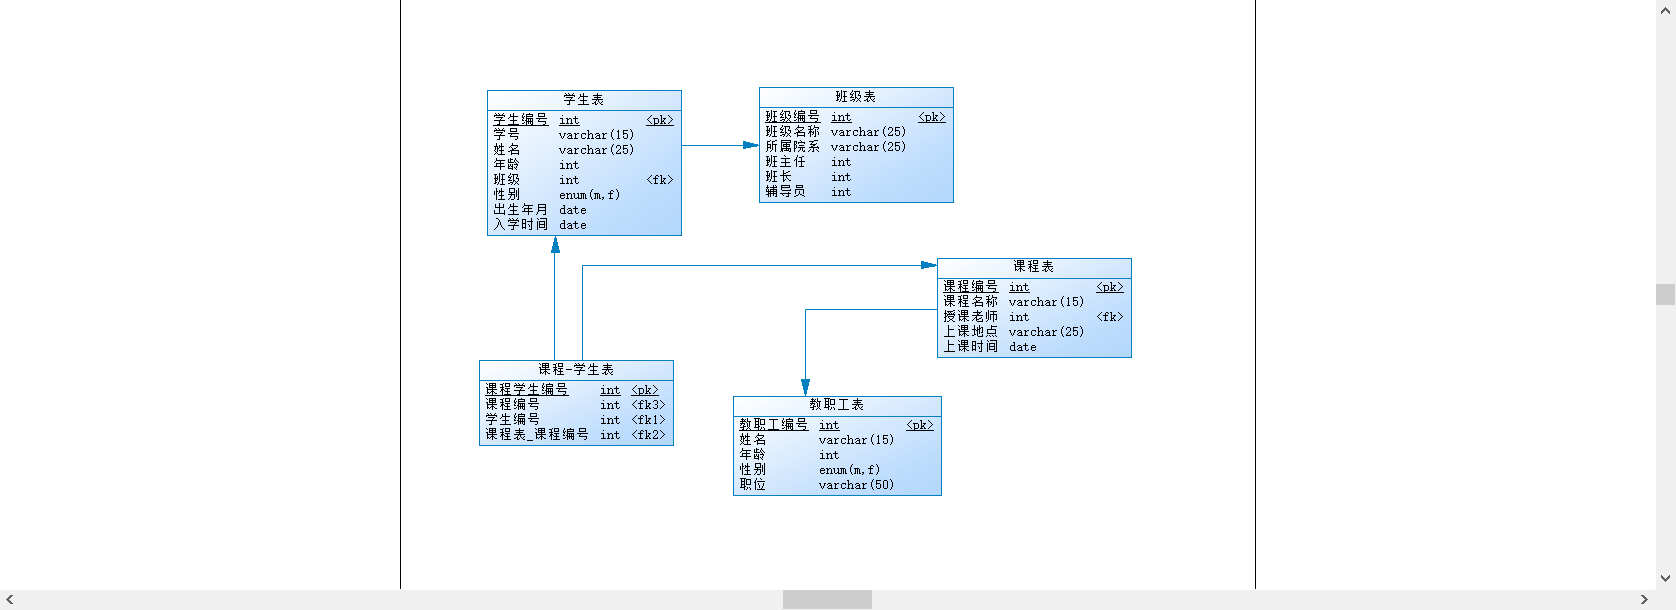 学生表
学生编号 int <pk>
学号 varchar(15)
姓名 varchar(25)
年龄 int
班级 int <fk>
性别 enum(m,f)
出生年月 date
入学时间 date
班级表
班级编号 int <pk>
班级名称 varchar(25)
所属院系 varchar(25)
班主任 int
班长 int
辅导员 int
课程表
课程编号 int <pk>
课程名称 varchar(15)
授课老师 int <fk>
上课地点 varchar(25)
上课时间 date
课程-学生表
课程学生编号 int <pk>
课程编号 int <fk3>
学生编号 int <fk1>
课程表_课程编号 int <fk2>
教职工表
教职工编号 int <pk>
姓名 varchar(15)
年龄 int
性别 enum(m,f)
职位 varchar(50)